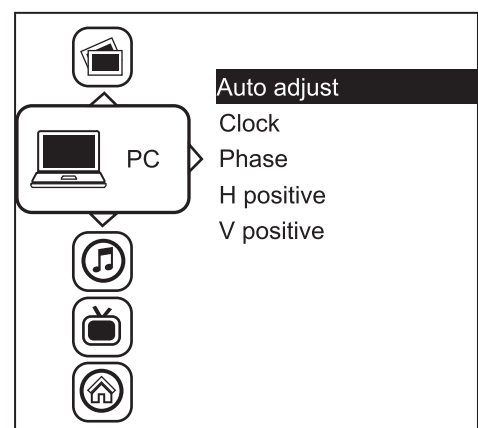 PC
Auto adjust
Clock
Phase
H positive
V positive